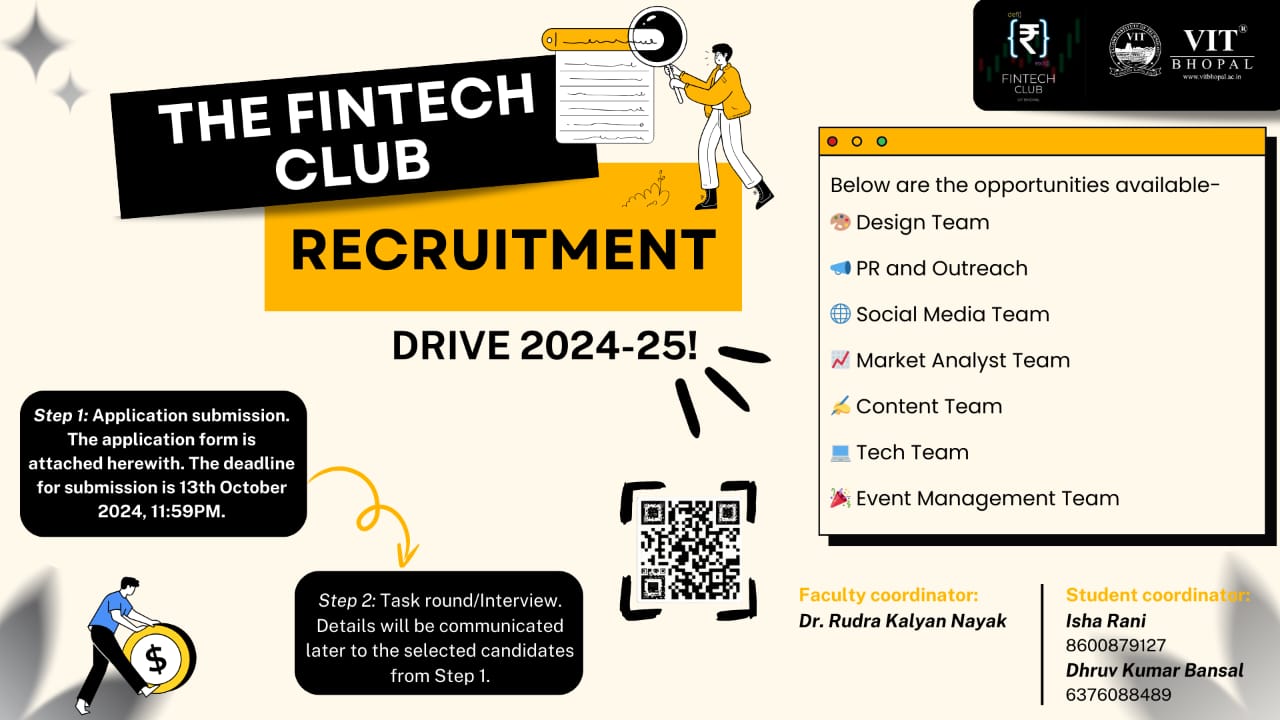 THE FINTECH
CLUB
RECRUITMENT
DRIVE 2024-25!
FINTECH
CLUB
VIT BHOPAL
VIT
VIT®
BHOPAL
www.vitbhopal.ac.in
Below are the opportunities available-
🎨 Design Team
📢 PR and Outreach
🌐 Social Media Team
📈 Market Analyst Team
✍️ Content Team
💻 Tech Team
🎉 Event Management Team
Step 1: Application submission.
The application form is
attached herewith. The deadline
for submission is 13th October
2024, 11:59PM.
Step 2: Task round/Interview.
Details will be communicated
later to the selected candidates
from Step 1.
$
Faculty coordinator:
Dr. Rudra Kalyan Nayak
Student coordinator:
Isha Rani
8600879127
Dhruv Kumar Bansal
6376088489